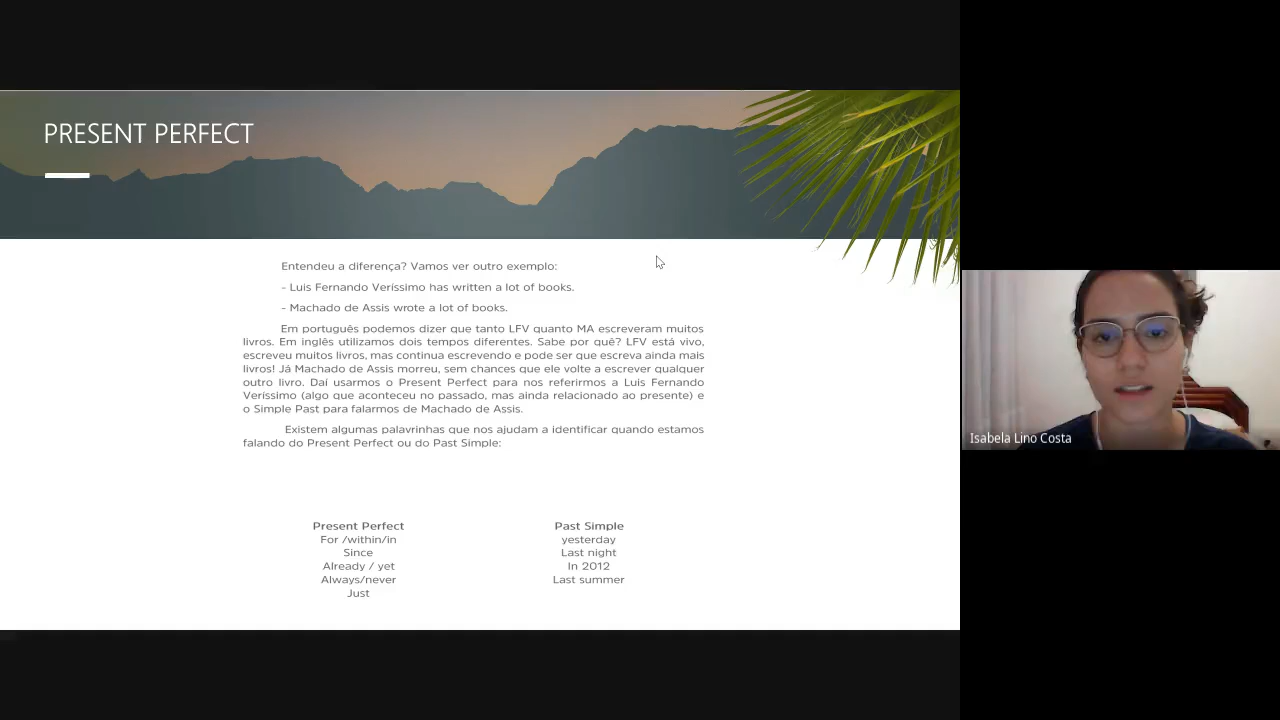 PRESENT PERFECT
Entendeu a diferença? Vamos ver outro exemplo:
- Luis Fernando Veríssimo has written a lot of books.
- Machado de Assis wrote a lot of books.
Em português podemos dizer que tanto LFV quanto MA escreveram muitos
livros. Em inglês utilizamos dois tempos diferentes. Sabe por quê? LFV está vivo,
escreveu muitos livros, mas continua escrevendo e pode ser que escreva ainda mais
livros! Já Machado de Assis morreu, sem chances que ele volte a escrever qualquer
outro livro. Daí usarmos o Present Perfect para nos referirmos a Luis Fernando
Veríssimo (algo que aconteceu no passado, mas ainda relacionado ao presente) e
o Simple Past para falarmos de Machado de Assis.
Existem algumas palavrinhas que nos ajudam a identificar quando estamos
falando do Present Perfect ou do Past Simple:
Present Perfect
For /within/in
Since
Already / yet
Always/never
Just
Past Simple
yesterday
Last night
In 2012
Last summer
Isabela Lino Costa